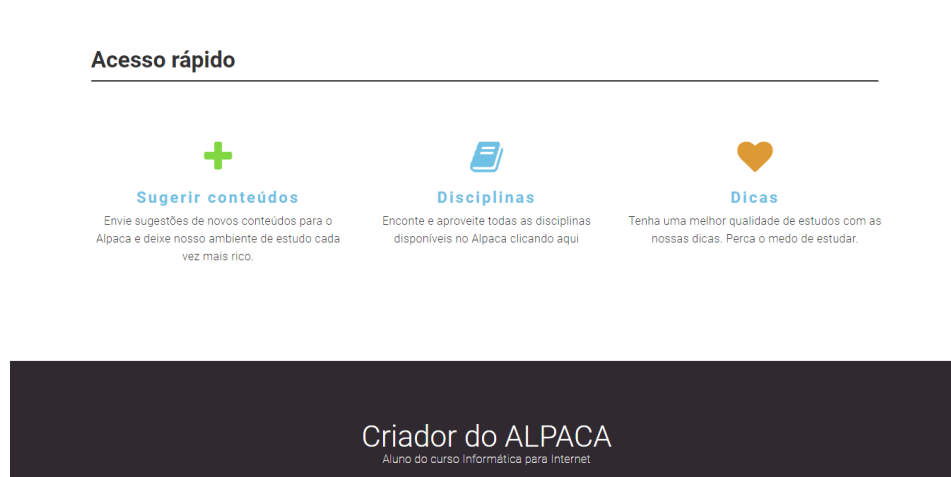 Acesso rápido
Sugerir conteúdos
Envie sugestões de novos conteúdos para o
Alpaca e deixe nosso ambiente de estudo cada
vez mais rico.
Disciplinas
Enconte e aproveite todas as disciplinas
disponíveis no Alpaca clicando aqui
Dicas
Tenha uma melhor qualidade de estudos com as
nossas dicas. Perca o medo de estudar.
Criador do ALPACA
Aluno do curso Informática para Internet